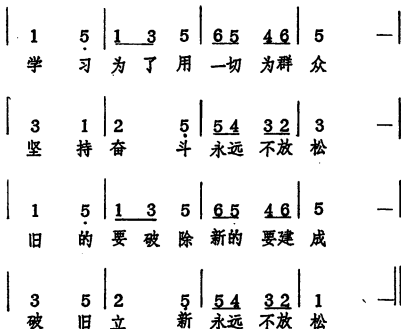 | 1 5̣ | 1 3 5 | 6 5 4 6 | 5 — |
学 习 为 了 用 一切 为群 众
| 3 1 | 2 5̣ | 5 4 3 2 | 3 — |
坚 持 奋 斗 永远 不放 松
| 1 5̣ | 1 3 5 | 6 5 4 6 | 5 — |
旧 的 要 破 除 新的 要建 成
| 3 5 | 2 5̣ | 5 4 3 2 | 1 — ‖
破 旧 立 新 永远 不放 松